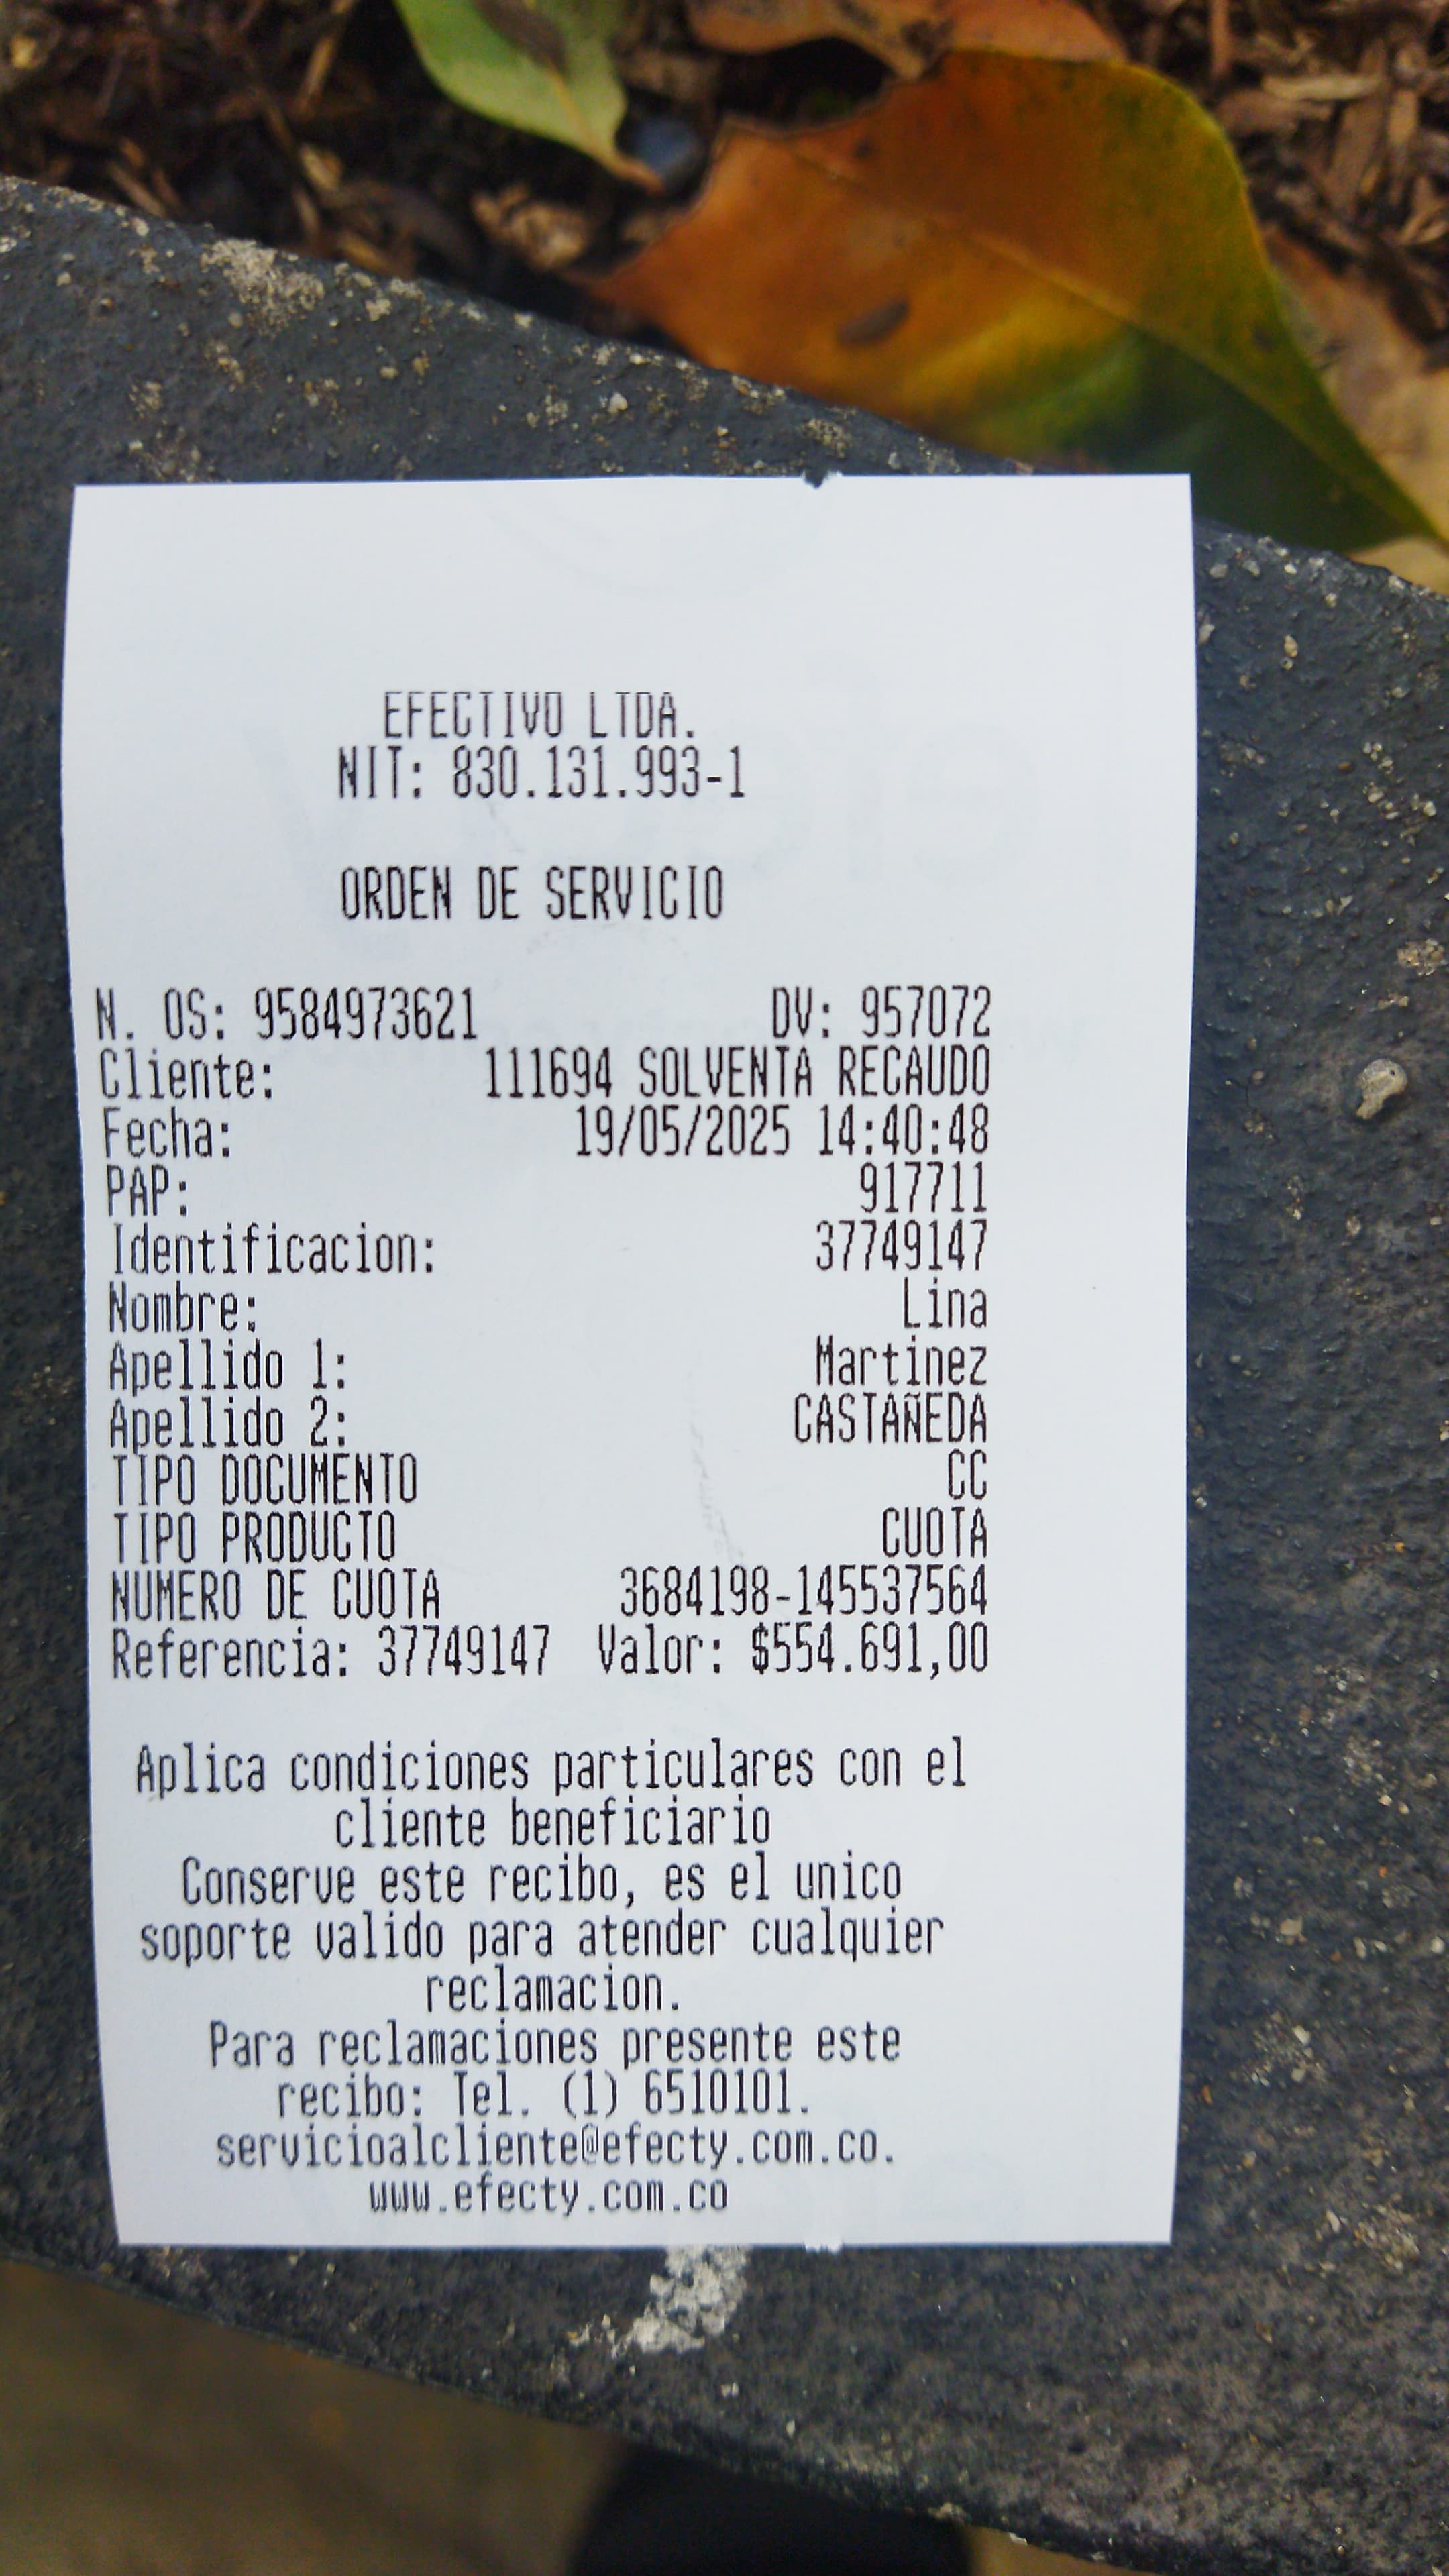 EFECTIVO LTDA.
NIT: 830.131.993-1
ORDEN DE SERVICIO
N. OS: 9584973621 DV: 957072
Cliente: 111694 SOLVENTA RECAUDO
Fecha: 19/05/2025 14:40:48
PAP: 917711
Identificacion: 37749147
Nombre: Lina
Apellido 1: Martinez
Apellido 2: CASTAÑEDA
TIPO DOCUMENTO CC
TIPO PRODUCTO CUOTA
NUMERO DE CUOTA 3684198-145537564
Referencia: 37749147 Valor: $554.691,00
Aplica condiciones particulares con el
cliente beneficiario
Conserve este recibo, es el unico
soporte valido para atender cualquier
reclamacion.
Para reclamaciones presente este
recibo: Tel. (1) 6510101.
servicioalcliente@efecty.com.co.
www.efecty.com.co